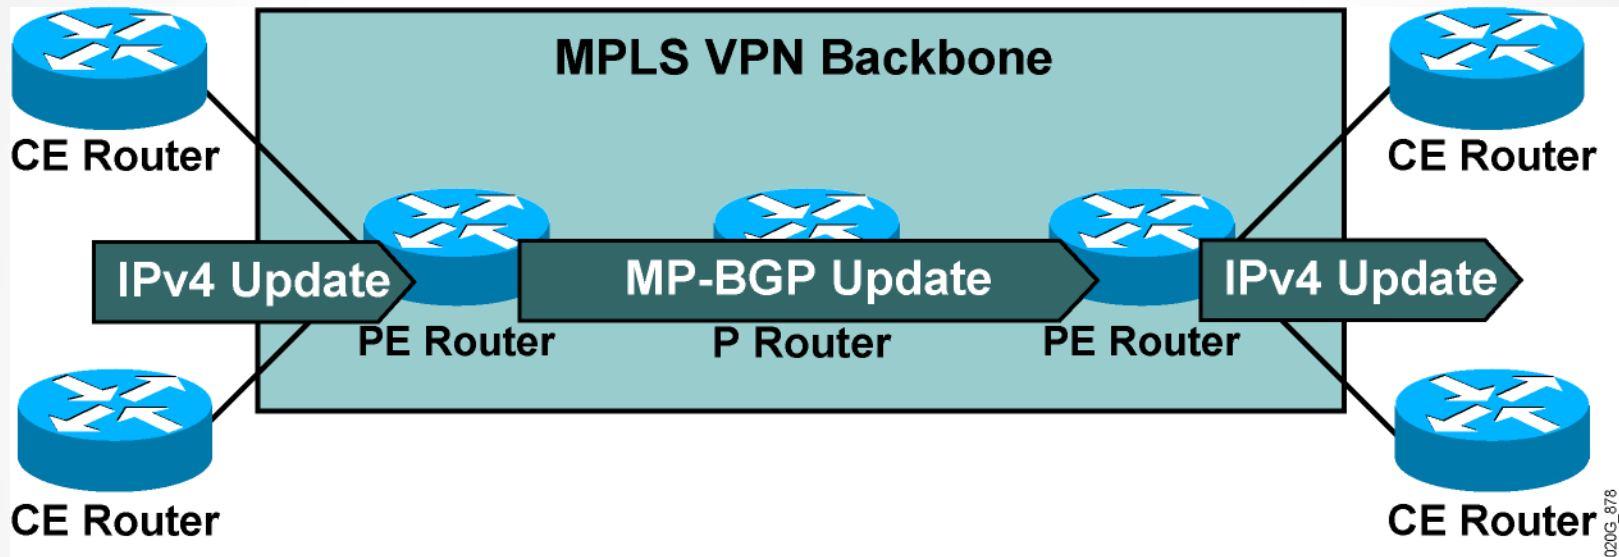 MPLS VPN Backbone
CE Router
CE Router
IPv4 Update
MP-BGP Update
IPv4 Update
PE Router
P Router
PE Router
CE Router
CE Router
020G_878